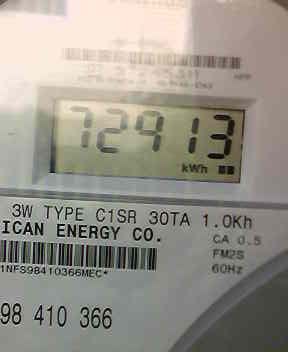 72913
kWh
3W TYPE C1SR 30TA 1.0Kh
ICAN ENERGY CO.
CA 0.5
FM2S
1NFS98410366MEC*
60Hz
98 410 366